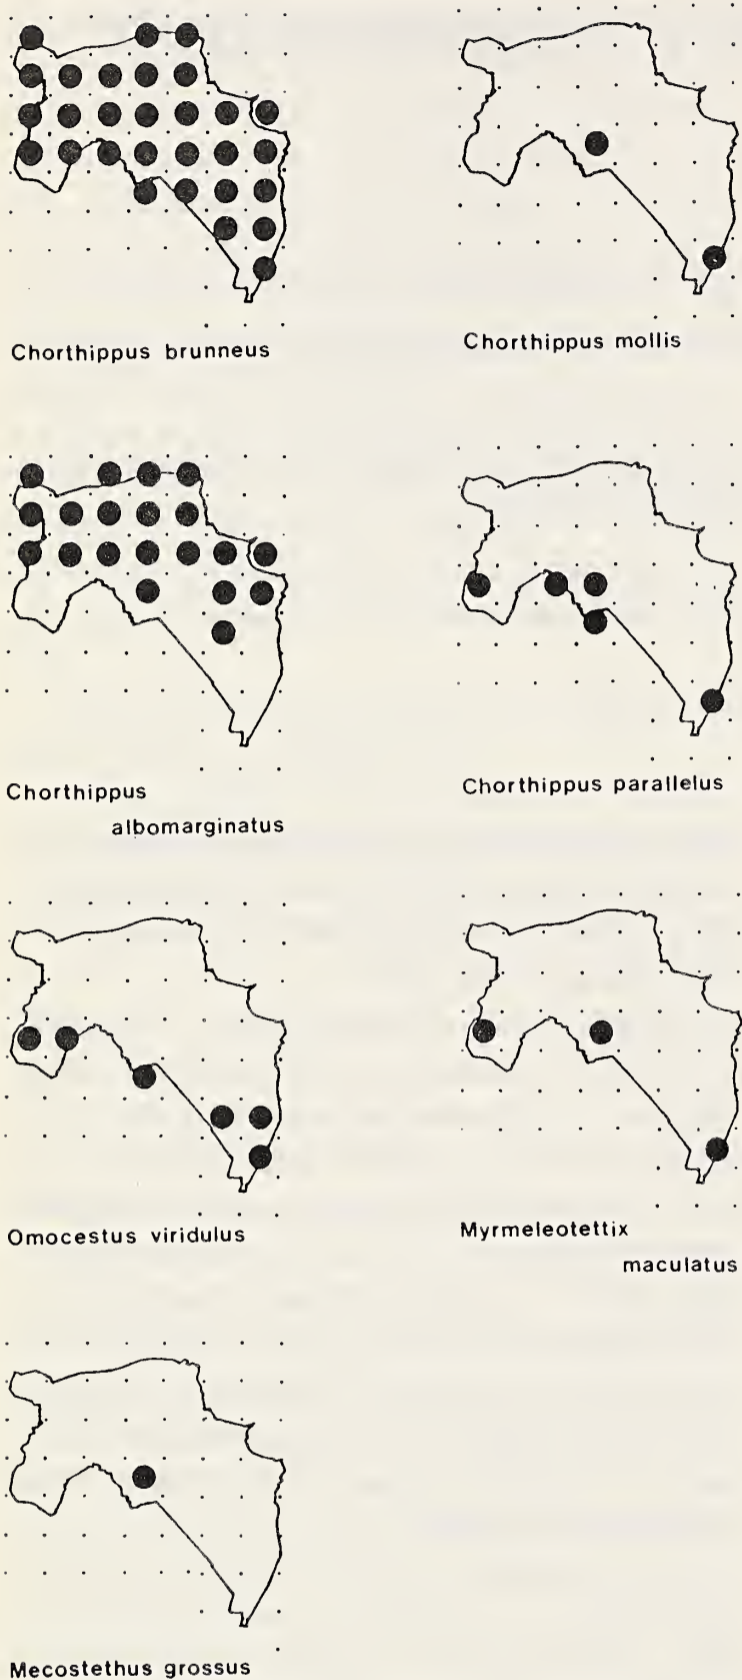 Chorthippus brunneus
Chorthippus mollis
Chorthippus
albomarginatus
Chorthippus parallelus
Omocestus viridulus
Myrmeleotettix
maculatus
Mecostethus grossus